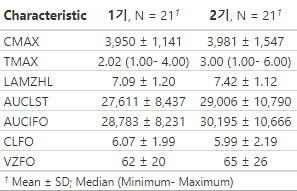 Characteristic 1기, N = 21¹ 2기, N = 21¹
CMAX 3,950 ± 1,141 3,981 ± 1,547
TMAX 2.02 (1.00- 4.00) 3.00 (1.00- 6.00)
LAMZHL 7.09 ± 1.20 7.42 ± 1.12
AUCLST 27,611 ± 8,437 29,006 ± 10,790
AUCIFO 28,783 ± 8,231 30,195 ± 10,666
CLFO 6.07 ± 1.99 5.99 ± 2.19
VZFO 62 ± 20 65 ± 26
¹ Mean ± SD; Median (Minimum- Maximum)